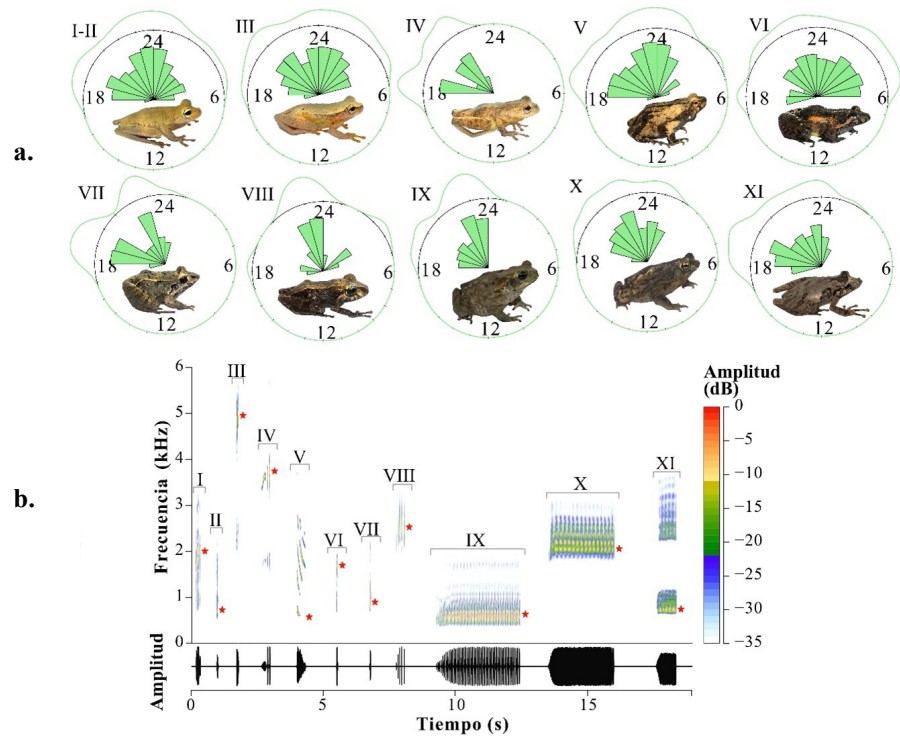 I-II
III
IV
V
VI
24
24
24
24
24
18
6
18
6
18
6
18
6
18
6
12
12
12
12
12
a.
VII
VIII
IX
X
XI
24
24
24
24
24
18
6
18
6
18
6
18
6
18
6
12
12
12
12
12
b.
Frecuencia (kHz)
6
5
4
3
2
1
0
I
II
III
IV
V
VI
VII
VIII
IX
X
XI
Amplitud
(dB)
0
−5
−10
−15
−20
−25
−30
−35
Amplitud
0
5
10
15
Tiempo (s)